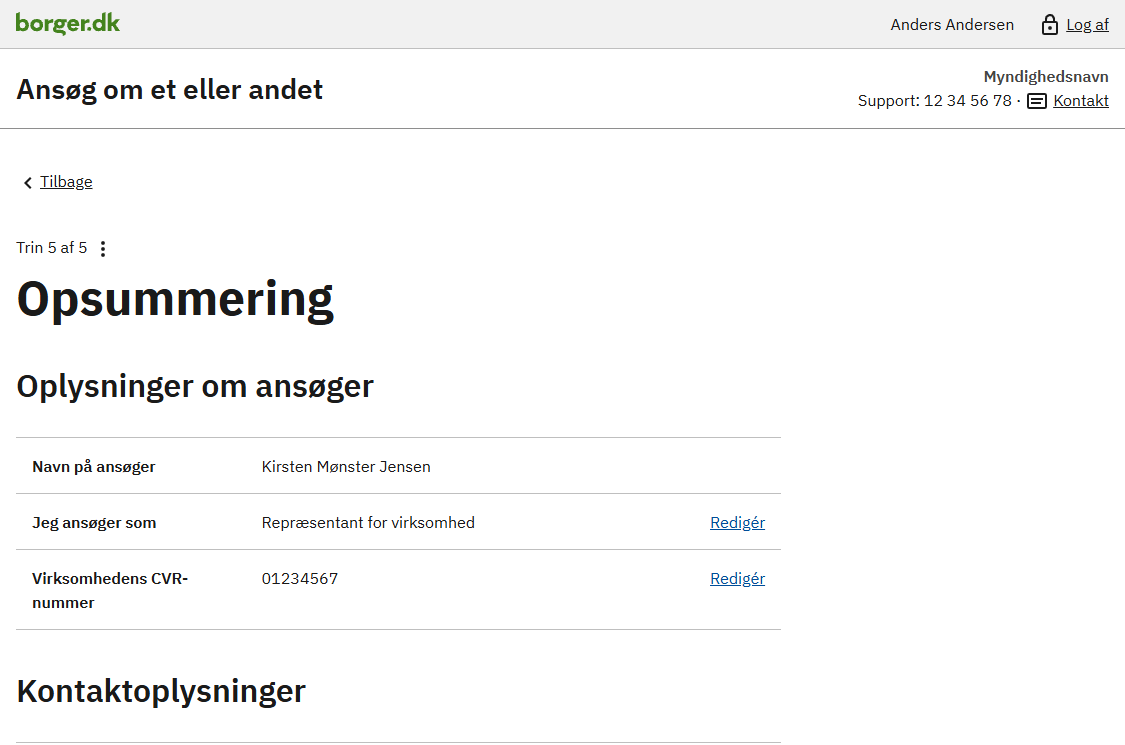 borger.dk
Anders Andersen
Log af
Ansøg om et eller andet
Myndighedsnavn
Support: 12 34 56 78 · Kontakt
Tilbage
Trin 5 af 5
Opsummering
Oplysninger om ansøger
Navn på ansøger Kirsten Mønster Jensen
Jeg ansøger som Repræsentant for virksomhed Redigér
Virksomhedens CVR- 01234567 Redigér
nummer
Kontaktoplysninger